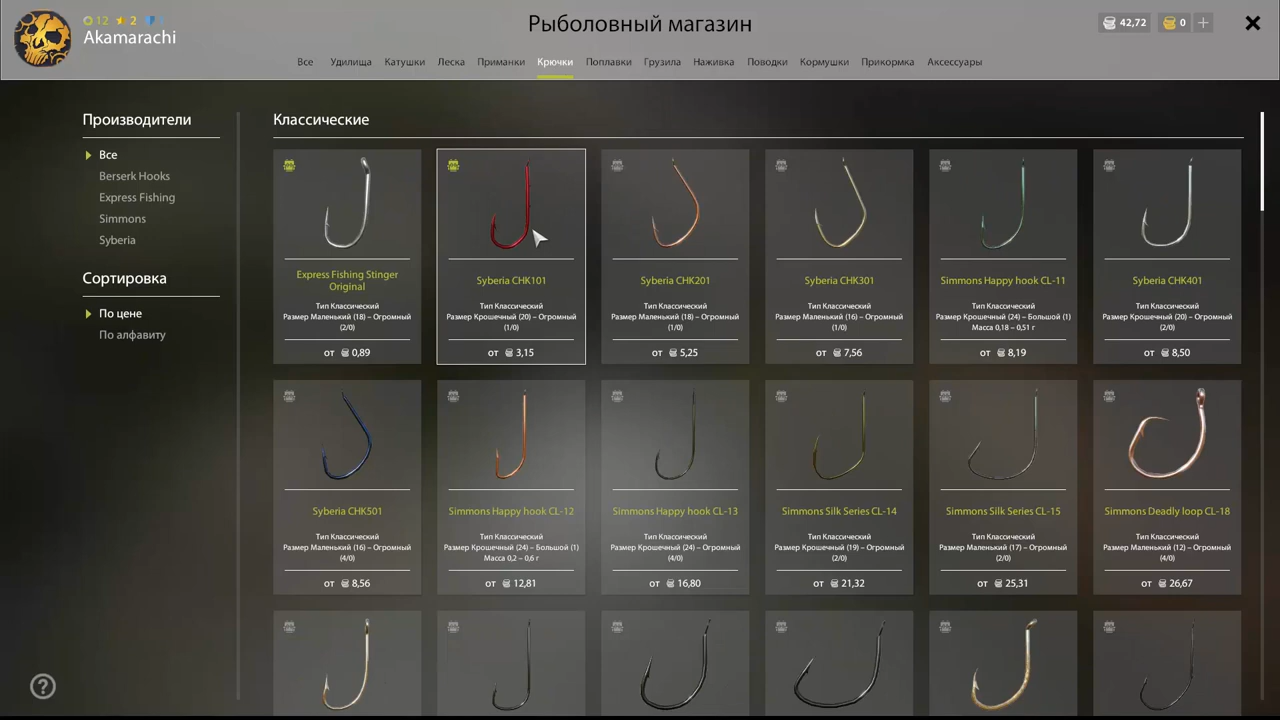 12 2
Akamarachi
Рыболовный магазин
42,72 0 +
Все Удилища Катушки Леска Приманки Крючки Поплавки Грузила Наживка Поводки Кормушки Прикормка Аксессуары
Производители
Все
Berserk Hooks
Express Fishing
Simmons
Syberia
Сортировка
По цене
По алфавиту
Классические
Express Fishing Stinger
Original
Тип Классический
Размер Маленький (18) – Огромный
(2/0)
от 0,89
Syberia CHK101
Тип Классический
Размер Крошечный (20) – Огромный
(1/0)
от 3,15
Syberia CHK201
Тип Классический
Размер Маленький (18) – Огромный
(1/0)
от 5,25
Syberia CHK301
Тип Классический
Размер Маленький (16) – Огромный
(1/0)
от 7,56
Simmons Happy hook CL-11
Тип Классический
Размер Крошечный (24) – Большой (1)
Масса 0,18 – 0,51 г
от 8,19
Syberia CHK401
Тип Классический
Размер Крошечный (20) – Огромный
(2/0)
от 8,50
Syberia CHK501
Тип Классический
Размер Маленький (16) – Огромный
(4/0)
от 8,56
Simmons Happy hook CL-12
Тип Классический
Размер Крошечный (24) – Большой (1)
Масса 0,2 – 0,6 г
от 12,81
Simmons Happy hook CL-13
Тип Классический
Размер Крошечный (24) – Огромный
(4/0)
от 16,80
Simmons Silk Series CL-14
Тип Классический
Размер Крошечный (19) – Огромный
(2/0)
от 21,32
Simmons Silk Series CL-15
Тип Классический
Размер Маленький (17) – Огромный
(2/0)
от 25,31
Simmons Deadly loop CL-18
Тип Классический
Размер Маленький (12) – Огромный
(4/0)
от 26,67
?